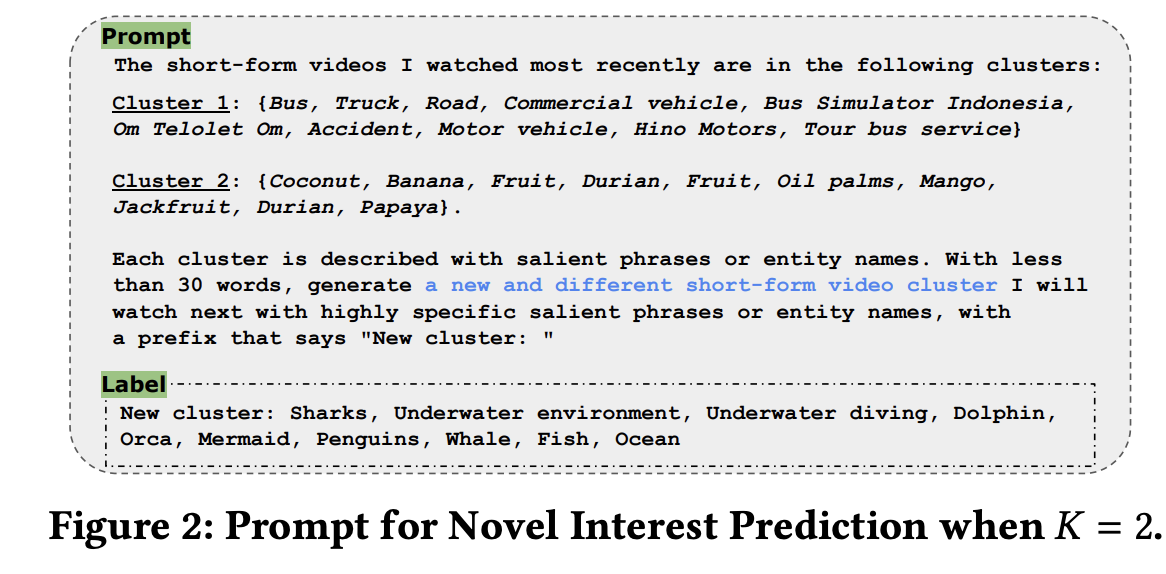 Prompt
The short-form videos I watched most recently are in the following clusters:
Cluster 1: {Bus, Truck, Road, Commercial vehicle, Bus Simulator Indonesia,
Om Telolet Om, Accident, Motor vehicle, Hino Motors, Tour bus service}
Cluster 2: {Coconut, Banana, Fruit, Durian, Fruit, Oil palms, Mango,
Jackfruit, Durian, Papaya}.
Each cluster is described with salient phrases or entity names. With less
than 30 words, generate a new and different short-form video cluster I will
watch next with highly specific salient phrases or entity names, with
a prefix that says "New cluster: "
Label
New cluster: Sharks, Underwater environment, Underwater diving, Dolphin,
Orca, Mermaid, Penguins, Whale, Fish, Ocean
Figure 2: Prompt for Novel Interest Prediction when K = 2.